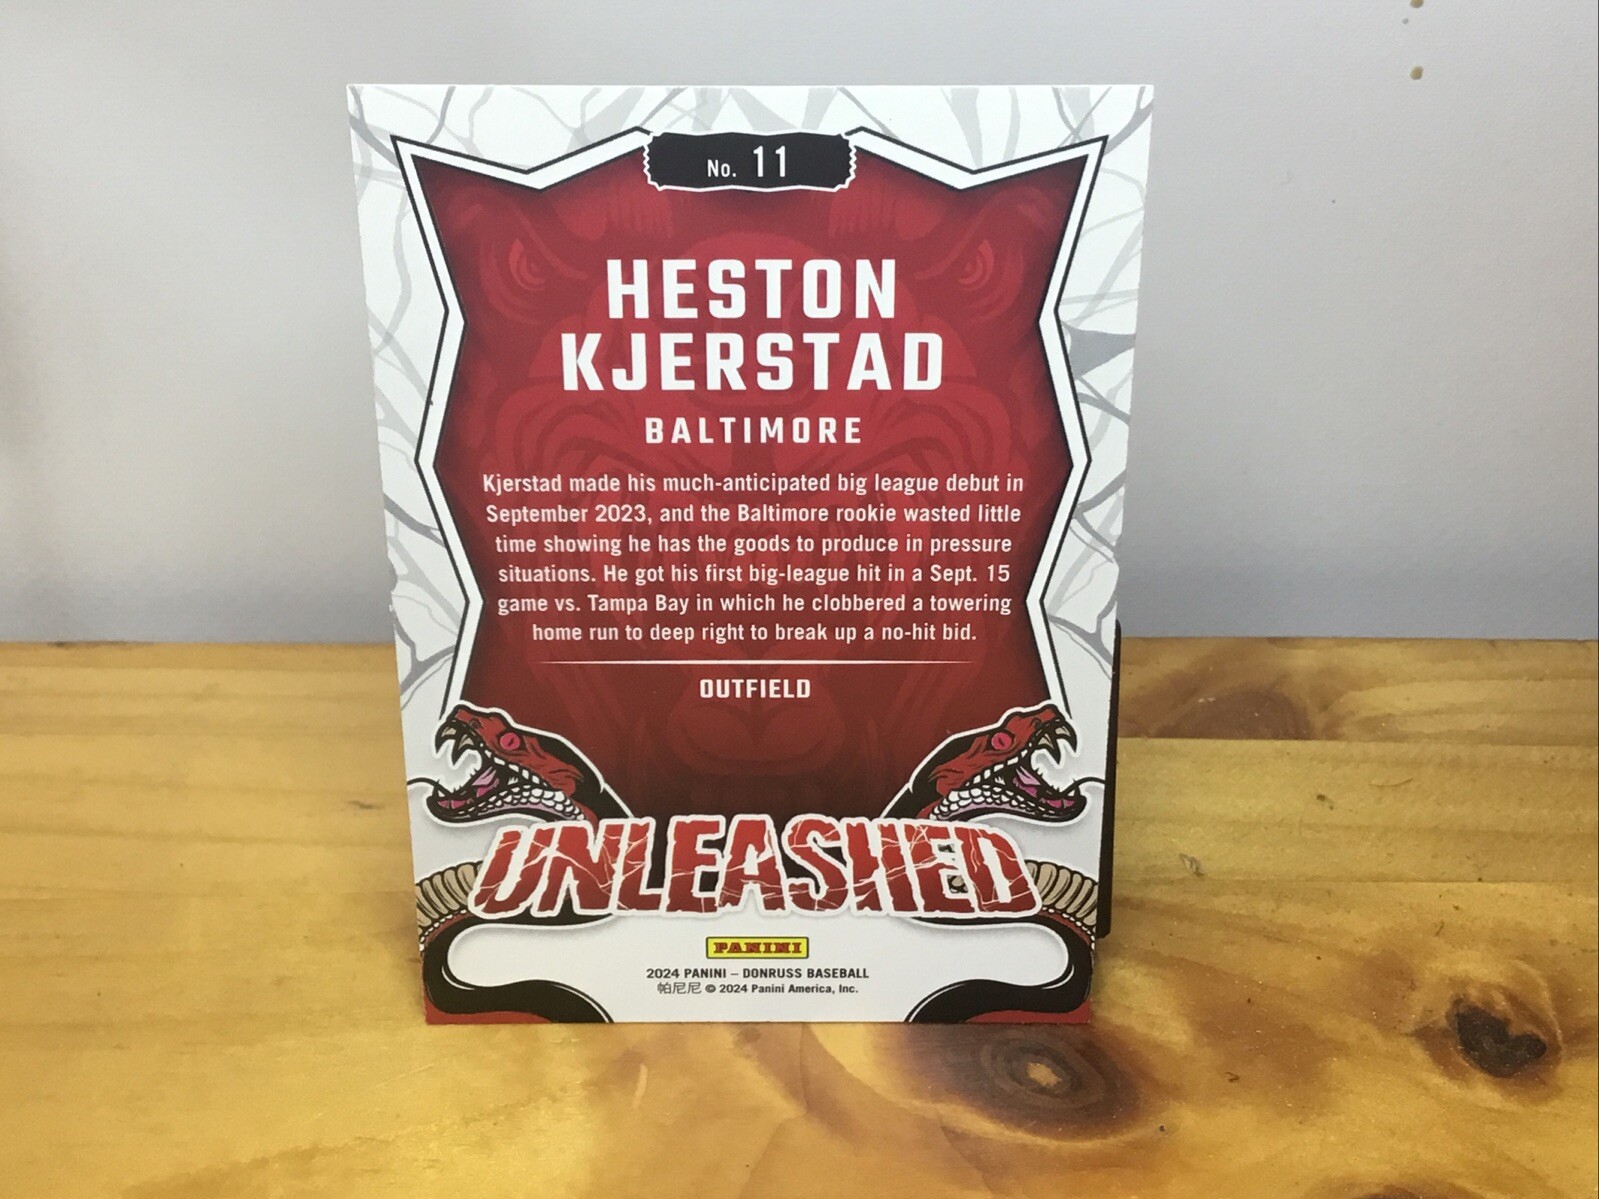 No. 11
HESTON
KJERSTAD
BALTIMORE
Kjerstad made his much-anticipated big league debut in
September 2023, and the Baltimore rookie wasted little
time showing he has the goods to produce in pressure
situations. He got his first big-league hit in a Sept. 15
game vs. Tampa Bay in which he clobbered a towering
home run to deep right to break up a no-hit bid.
OUTFIELD
UNLEASHED
PANINI
2024 PANINI – DONRUSS BASEBALL
帕尼尼 © 2024 Panini America, Inc.